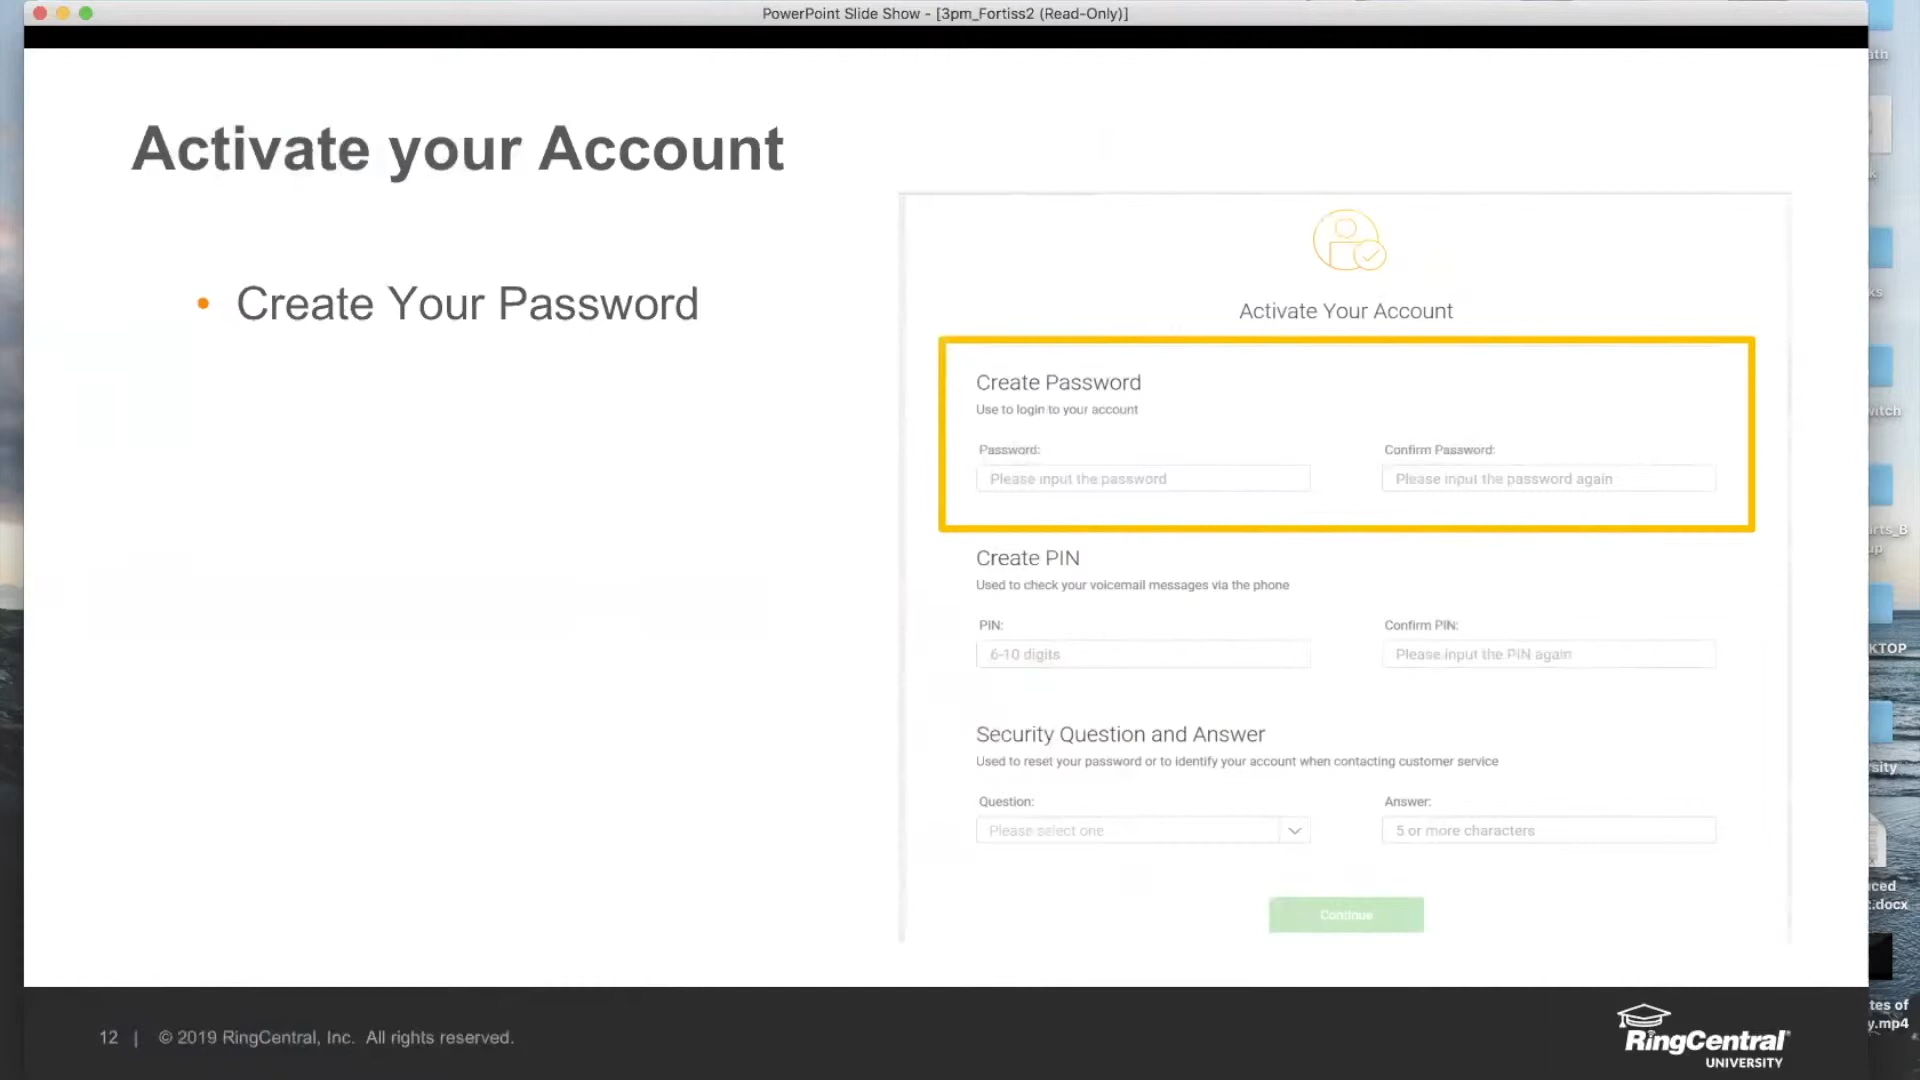 PowerPoint Slide Show - [3pm_Fortiss2 (Read-Only)]
Activate your Account
• Create Your Password
Activate Your Account
Create Password
Use to login to your account
Password: Confirm Password:
Please input the password Please input the password again
Create PIN
Used to check your voicemail messages via the phone
PIN: Confirm PIN:
6-10 digits Please input the PIN again
Security Question and Answer
Used to reset your password or to identify your account when contacting customer service
Question: Answer:
Please select one 5 or more characters
Continue
12 | © 2019 RingCentral, Inc. All rights reserved.
RingCentral
UNIVERSITY